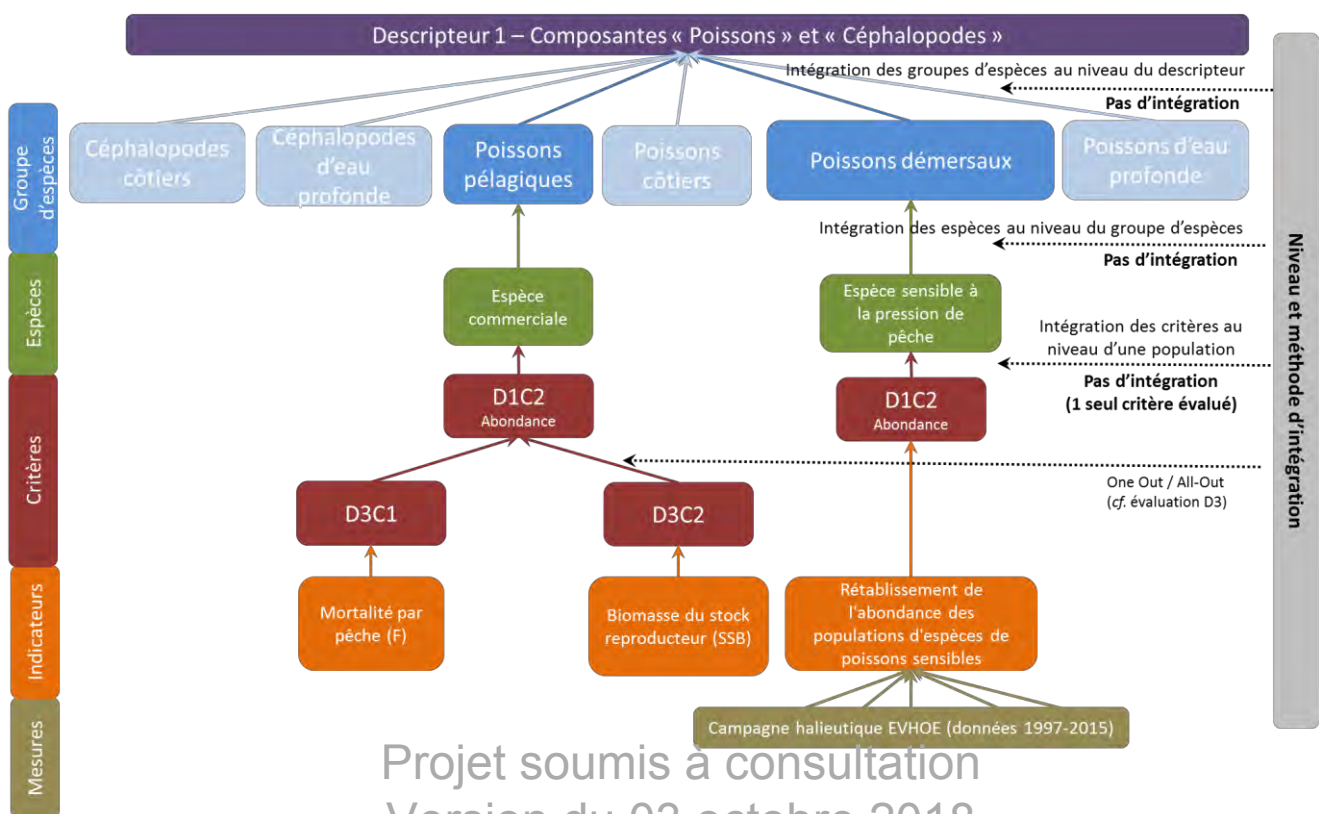 Descripteur 1 – Composantes « Poissons » et « Céphalopodes »
Intégration des groupes d'espèces au niveau du descripteur
Pas d'intégration
Groupe
d'espèces
Céphalopodes
côtiers
Céphalopodes
d'eau
profonde
Poissons
pélagiques
Poissons
côtiers
Poissons démersaux
Poissons d'eau
profonde
Intégration des espèces au niveau du groupe d'espèces
Pas d'intégration
Espèces
Espèce
commerciale
Espèce sensible à
la pression de
pêche
Intégration des critères au
niveau d'une population
Pas d'intégration
(1 seul critère évalué)
Critères
D1C2
Abondance
D1C2
Abondance
One Out / All-Out
(cf. évaluation D3)
D3C1
D3C2
Indicateurs
Mortalité par
pêche (F)
Biomasse du stock
reproducteur (SSB)
Rétablissement de
l'abondance des
populations d'espèces de
poissons sensibles
Mesures
Campagne halieutique EVHOE (données 1997-2015)
Niveau et méthode d'intégration
Projet soumis à consultation
Version du 03 octobre 2018